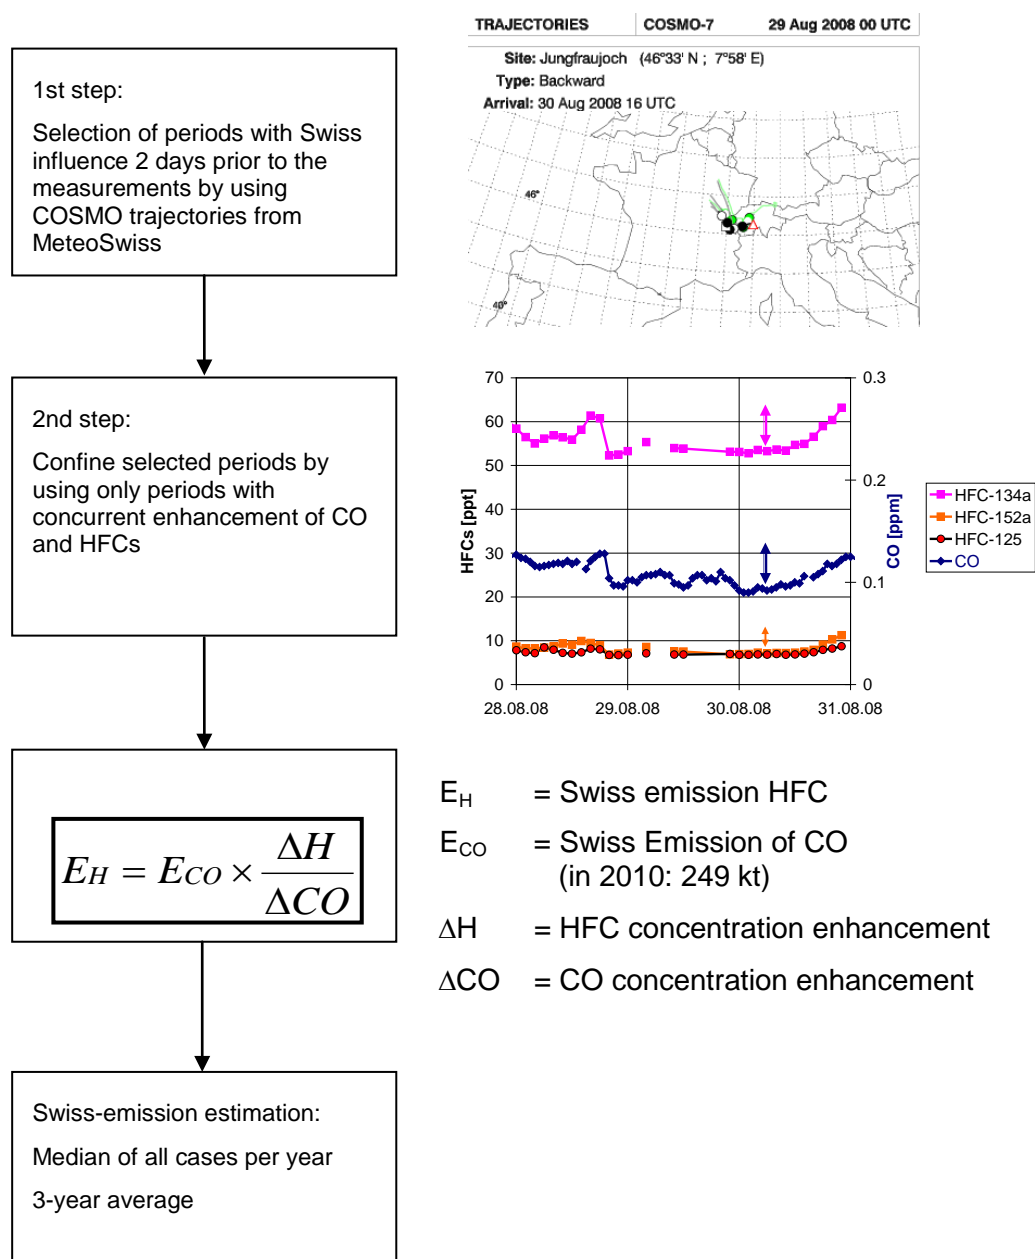 TRAJECTORIES COSMO-7 29 Aug 2008 00 UTC
Site: Jungfraujoch (46°33' N ; 7°58' E)
Type: Backward
Arrival: 30 Aug 2008 16 UTC
46°
40°
1st step:
Selection of periods with Swiss
influence 2 days prior to the
measurements by using
COSMO trajectories from
MeteoSwiss
2nd step:
Confine selected periods by
using only periods with
concurrent enhancement of CO
and HFCs
70
60
50
40
30
20
10
0
HFCs [ppt]
0.3
0.2
0.1
0
CO [ppm]
28.08.08 29.08.08 30.08.08 31.08.08
HFC-134a
HFC-152a
HFC-125
CO
E_H = E_CO × ΔH / ΔCO
E_H = Swiss emission HFC
E_CO = Swiss Emission of CO
(in 2010: 249 kt)
ΔH = HFC concentration enhancement
ΔCO = CO concentration enhancement
Swiss-emission estimation:
Median of all cases per year
3-year average